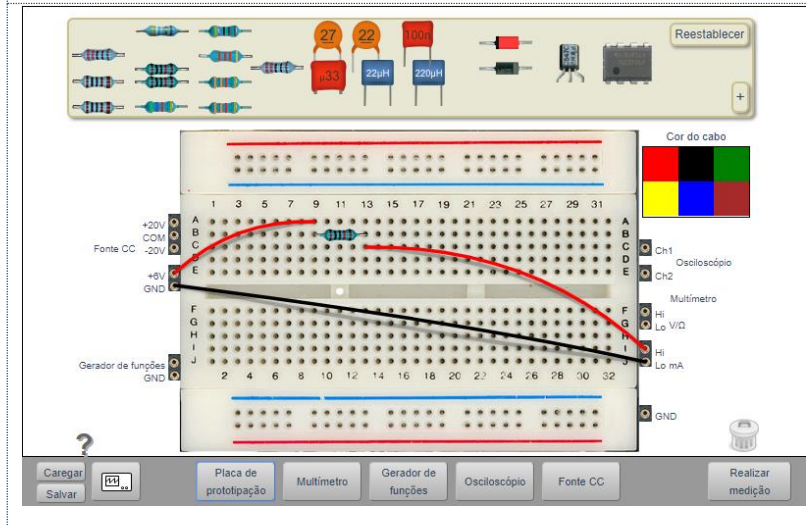 27
22
100n
µ33
22µH
220µH
Reestablecer
+
Cor do cabo
1 3 5 7 9 11 13 15 17 19 21 23 25 27 29 31
A A
B B
C C
D D
E E
F F
G G
H H
I I
J J
2 4 6 8 10 12 14 16 18 20 22 24 26 28 30 32
+20V
COM
Fonte CC -20V
+6V
GND
Gerador de funções
GND
Ch1
Osciloscópio
Ch2
Multímetro
Hi
Lo V/Ω
Hi
Lo mA
GND
?
Caregar
Salvar
Placa de
prototipação
Multímetro
Gerador de
funções
Osciloscópio
Fonte CC
Realizar
medição